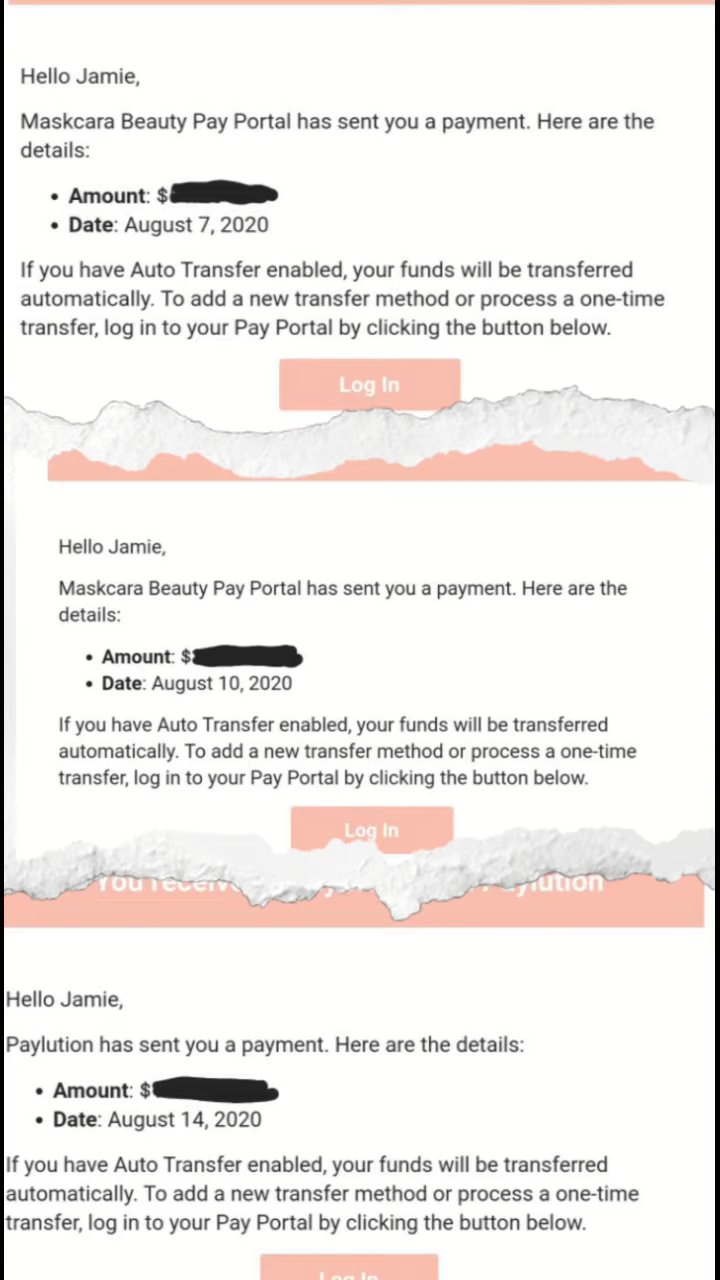 Hello Jamie,
Maskcara Beauty Pay Portal has sent you a payment. Here are the
details:
• Amount: $
• Date: August 7, 2020
If you have Auto Transfer enabled, your funds will be transferred
automatically. To add a new transfer method or process a one-time
transfer, log in to your Pay Portal by clicking the button below.
Log In
Hello Jamie,
Maskcara Beauty Pay Portal has sent you a payment. Here are the
details:
• Amount: $
• Date: August 10, 2020
If you have Auto Transfer enabled, your funds will be transferred
automatically. To add a new transfer method or process a one-time
transfer, log in to your Pay Portal by clicking the button below.
Log In
You
Hello Jamie,
Paylution has sent you a payment. Here are the details:
• Amount: $
• Date: August 14, 2020
If you have Auto Transfer enabled, your funds will be transferred
automatically. To add a new transfer method or process a one-time
transfer, log in to your Pay Portal by clicking the button below.
Log In